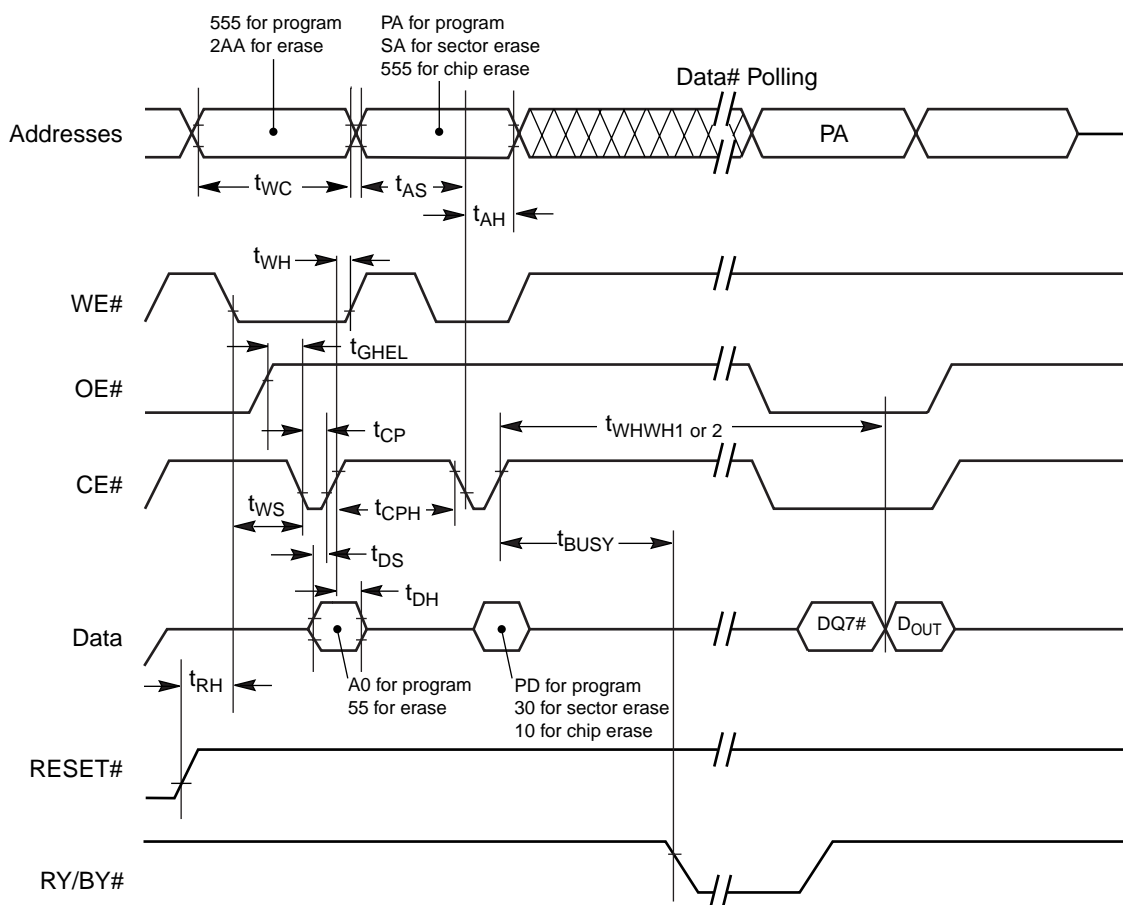 555 for program
2AA for erase
PA for program
SA for sector erase
555 for chip erase
Data# Polling
Addresses
PA
tWC
tAS
tAH
tWH
WE#
tGHEL
OE#
tWHWH1 or 2
tCP
CE#
tWS
tCPH
tBUSY
tDS
tDH
Data
DQ7#
DOUT
tRH
A0 for program
55 for erase
PD for program
30 for sector erase
10 for chip erase
RESET#
RY/BY#